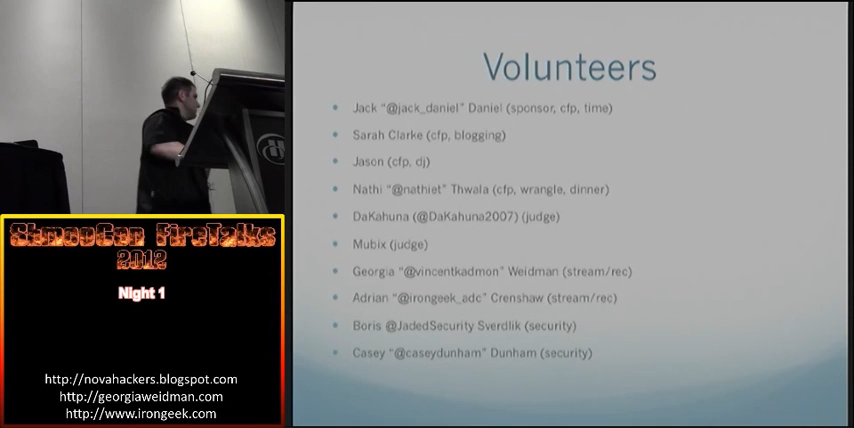 Volunteers
Jack "@jack_daniel" Daniel (sponsor, cfp, time)
Sarah Clarke (cfp, blogging)
Jason (cfp, dj)
Nathi "@nathiet" Thwala (cfp, wrangle, dinner)
DaKahuna (@DaKahuna2007) (judge)
Mubix (judge)
Georgia "@vincentkadmon" Weidman (stream/rec)
Adrian "@irongeek_adc" Crenshaw (stream/rec)
Boris @JadedSecurity Sverdlik (security)
Casey "@caseydunham" Dunham (security)
ShmooCon FireTalks
2012
Night 1
http://novahackers.blogspot.com
http://georgiaweidman.com
http://www.irongeek.com